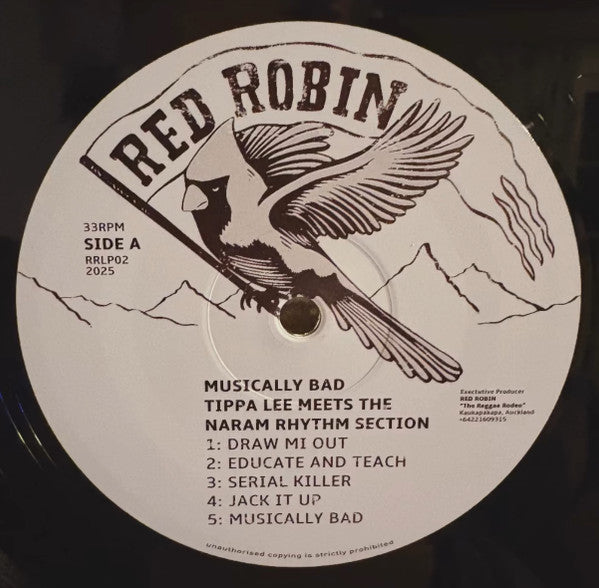 RED ROBIN
33RPM
SIDE A
RRLP02
2025
MUSICALLY BAD
TIPPA LEE MEETS THE
NARAM RHYTHM SECTION
1: DRAW MI OUT
2: EDUCATE AND TEACH
3: SERIAL KILLER
4: JACK IT UP
5: MUSICALLY BAD
Exectutive Producer
RED ROBIN
"The Reggae Rodeo"
Kaukapakapa, Auckland
+64221609315
unauthorised copying is strictly prohibited